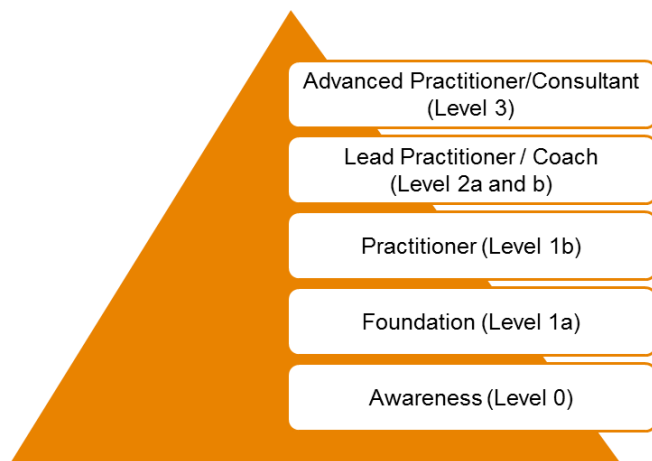 Advanced Practitioner/Consultant
(Level 3)
Lead Practitioner / Coach
(Level 2a and b)
Practitioner (Level 1b)
Foundation (Level 1a)
Awareness (Level 0)